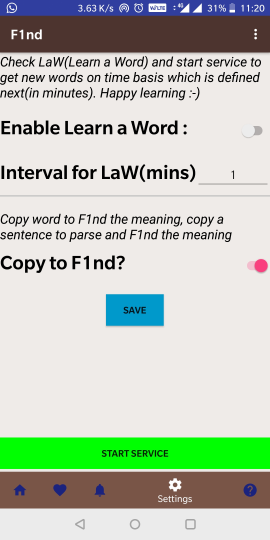 3.63 K/s VoLTE 4G 31% 11:20
F1nd
Check LaW(Learn a Word) and start service to
get new words on time basis which is defined
next(in minutes). Happy learning :-)
Enable Learn a Word :
Interval for LaW(mins) 1
Copy word to F1nd the meaning, copy a
sentence to parse and F1nd the meaning
Copy to F1nd?
SAVE
START SERVICE
Settings